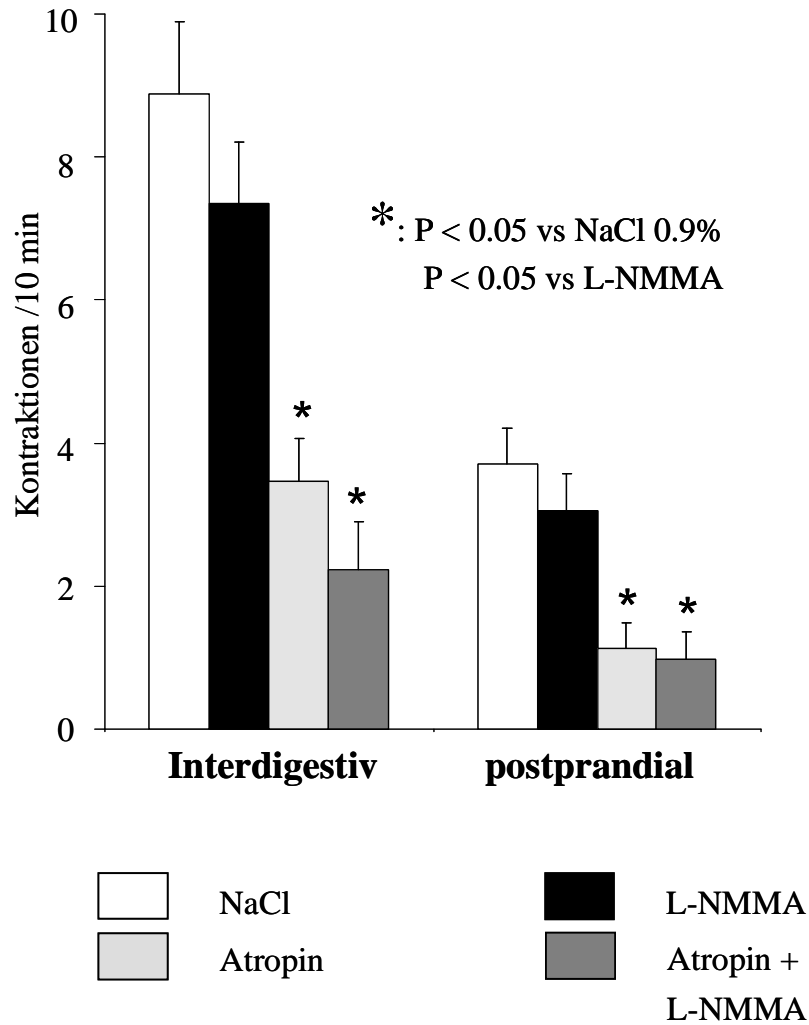 10
8
6
4
2
0
Kontraktionen /10 min
*: P < 0.05 vs NaCl 0.9%
P < 0.05 vs L-NMMA
*
*
*
*
Interdigestiv
postprandial
NaCl
L-NMMA
Atropin
Atropin +
L-NMMA